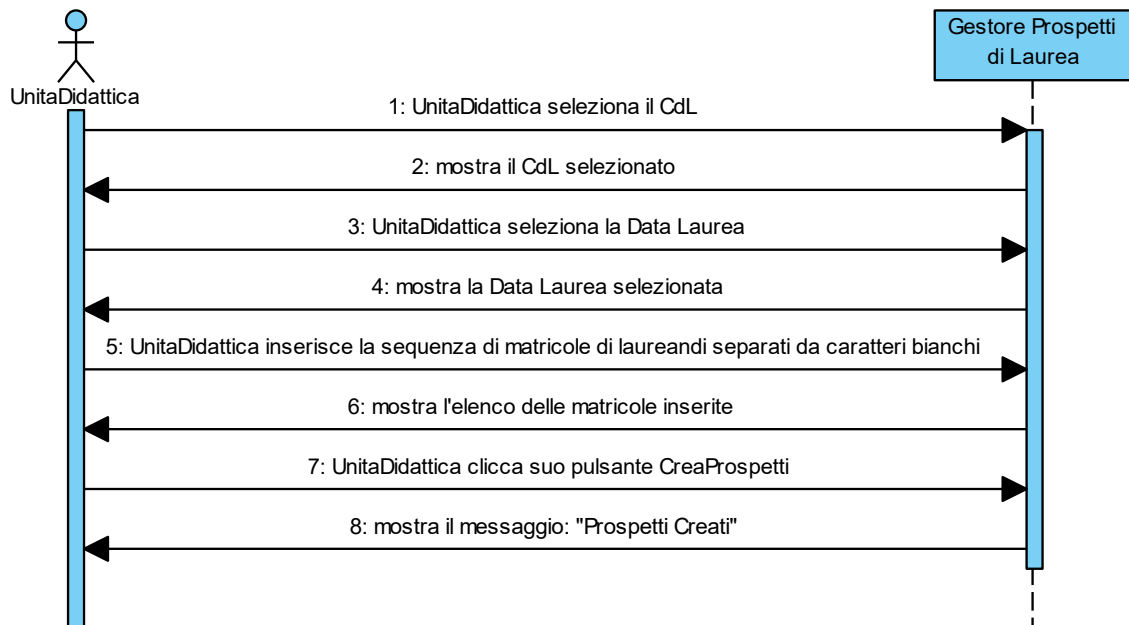 Gestore Prospetti
di Laurea
UnitaDidattica
1: UnitaDidattica seleziona il CdL
2: mostra il CdL selezionato
3: UnitaDidattica seleziona la Data Laurea
4: mostra la Data Laurea selezionata
5: UnitaDidattica inserisce la sequenza di matricole di laureandi separati da caratteri bianchi
6: mostra l'elenco delle matricole inserite
7: UnitaDidattica clicca suo pulsante CreaProspetti
8: mostra il messaggio: "Prospetti Creati"